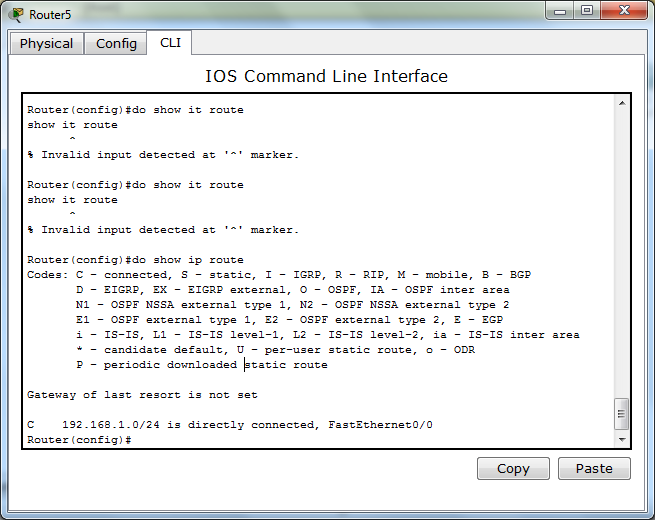 Router5
Physical
Config
CLI
IOS Command Line Interface
Router(config)#do show it route
show it route
^
% Invalid input detected at '^' marker.
Router(config)#do show it route
show it route
^
% Invalid input detected at '^' marker.
Router(config)#do show ip route
Codes: C - connected, S - static, I - IGRP, R - RIP, M - mobile, B - BGP
D - EIGRP, EX - EIGRP external, O - OSPF, IA - OSPF inter area
N1 - OSPF NSSA external type 1, N2 - OSPF NSSA external type 2
E1 - OSPF external type 1, E2 - OSPF external type 2, E - EGP
i - IS-IS, L1 - IS-IS level-1, L2 - IS-IS level-2, ia - IS-IS inter area
* - candidate default, U - per-user static route, o - ODR
P - periodic downloaded static route
Gateway of last resort is not set
C    192.168.1.0/24 is directly connected, FastEthernet0/0
Router(config)#
Copy
Paste